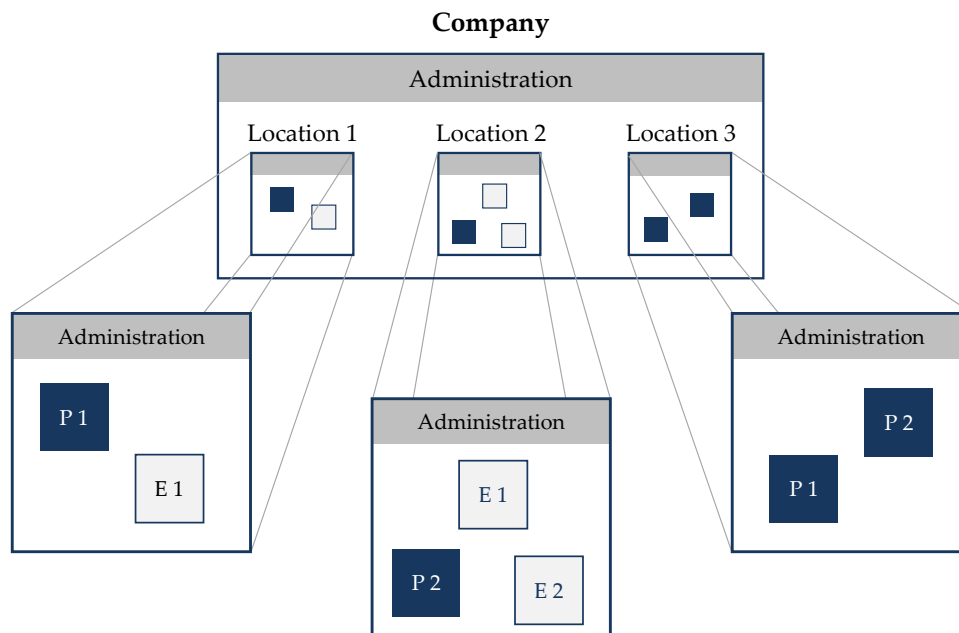 Company
Administration
Location 1
Location 2
Location 3
Administration
P 1
E 1
Administration
E 1
P 2
E 2
Administration
P 2
P 1